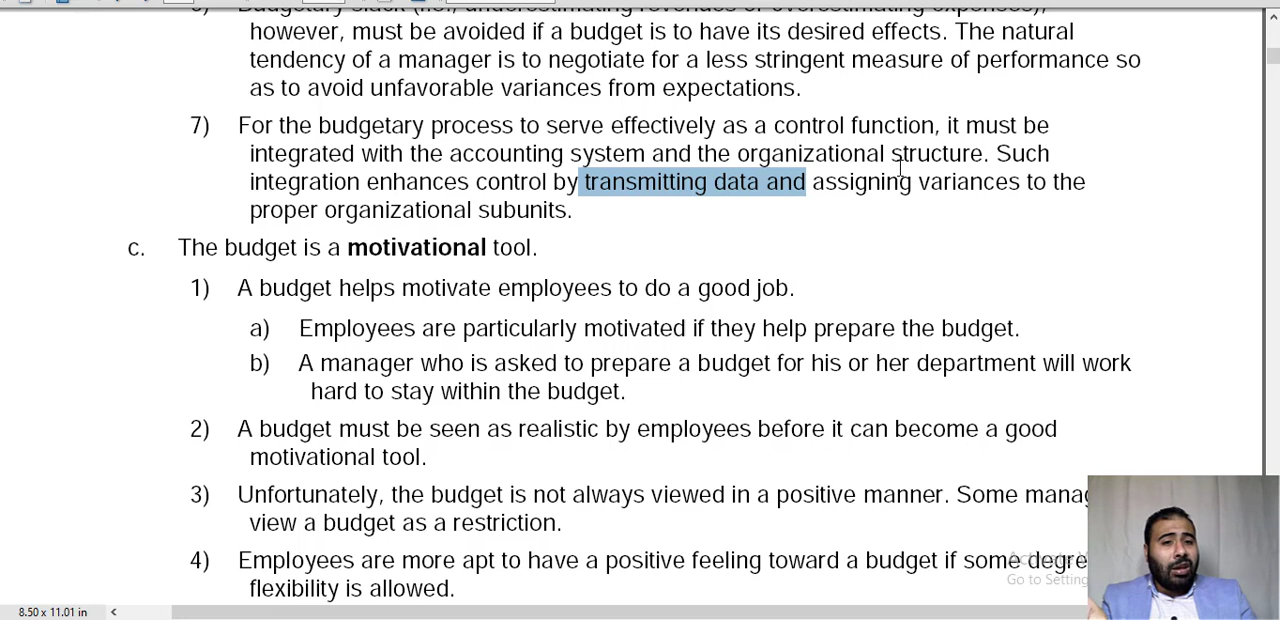 however, must be avoided if a budget is to have its desired effects. The natural
tendency of a manager is to negotiate for a less stringent measure of performance so
as to avoid unfavorable variances from expectations.
7) For the budgetary process to serve effectively as a control function, it must be
integrated with the accounting system and the organizational structure. Such
integration enhances control by transmitting data and assigning variances to the
proper organizational subunits.
c. The budget is a motivational tool.
1) A budget helps motivate employees to do a good job.
a) Employees are particularly motivated if they help prepare the budget.
b) A manager who is asked to prepare a budget for his or her department will work
hard to stay within the budget.
2) A budget must be seen as realistic by employees before it can become a good
motivational tool.
3) Unfortunately, the budget is not always viewed in a positive manner. Some
view a budget as a restriction.
4) Employees are more apt to have a positive feeling toward a budget if some
flexibility is allowed.
Go to
8.50 x 11.01 in